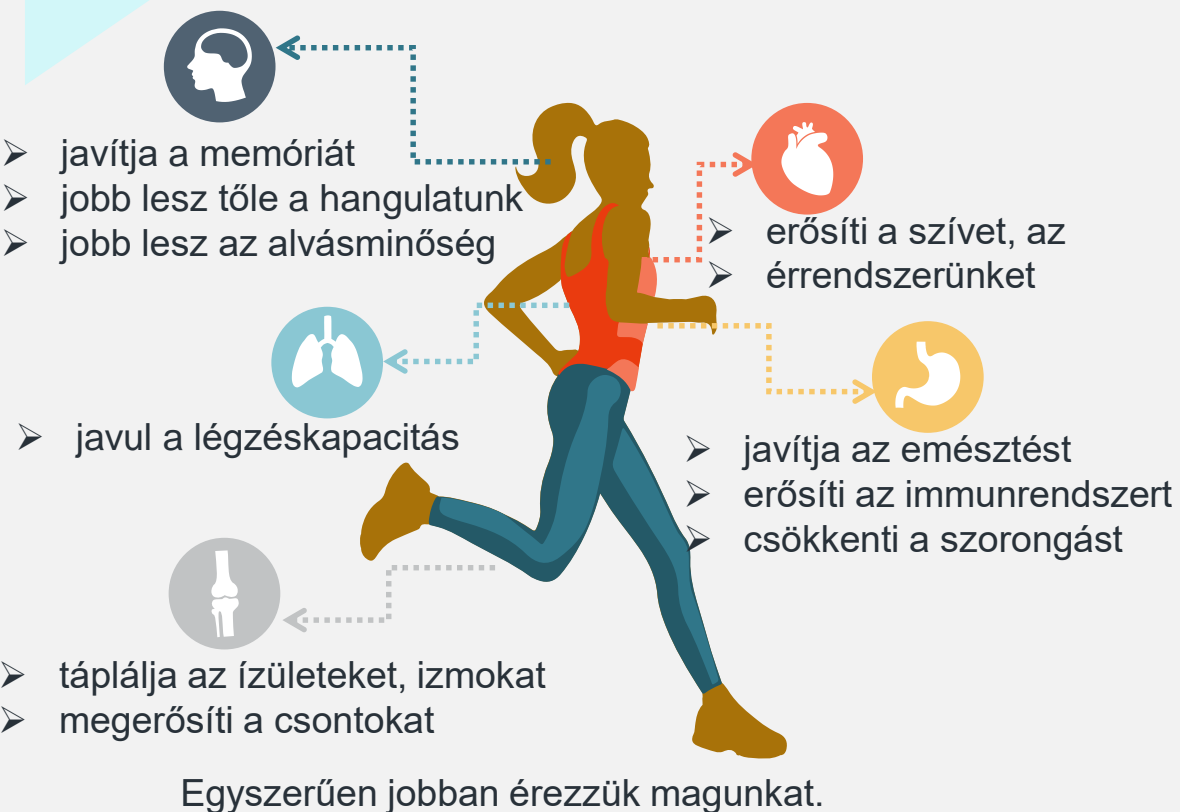 ➢ javítja a memóriát
➢ jobb lesz tőle a hangulatunk
➢ jobb lesz az alvásminőség
➢ erősíti a szívet, az
➢ érrendszerünket
➢ javul a légzéskapacitás
➢ javítja az emésztést
➢ erősíti az immunrendszert
➢ csökkenti a szorongást
➢ táplálja az ízületeket, izmokat
➢ megerősíti a csontokat
Egyszerűen jobban érezzük magunkat.